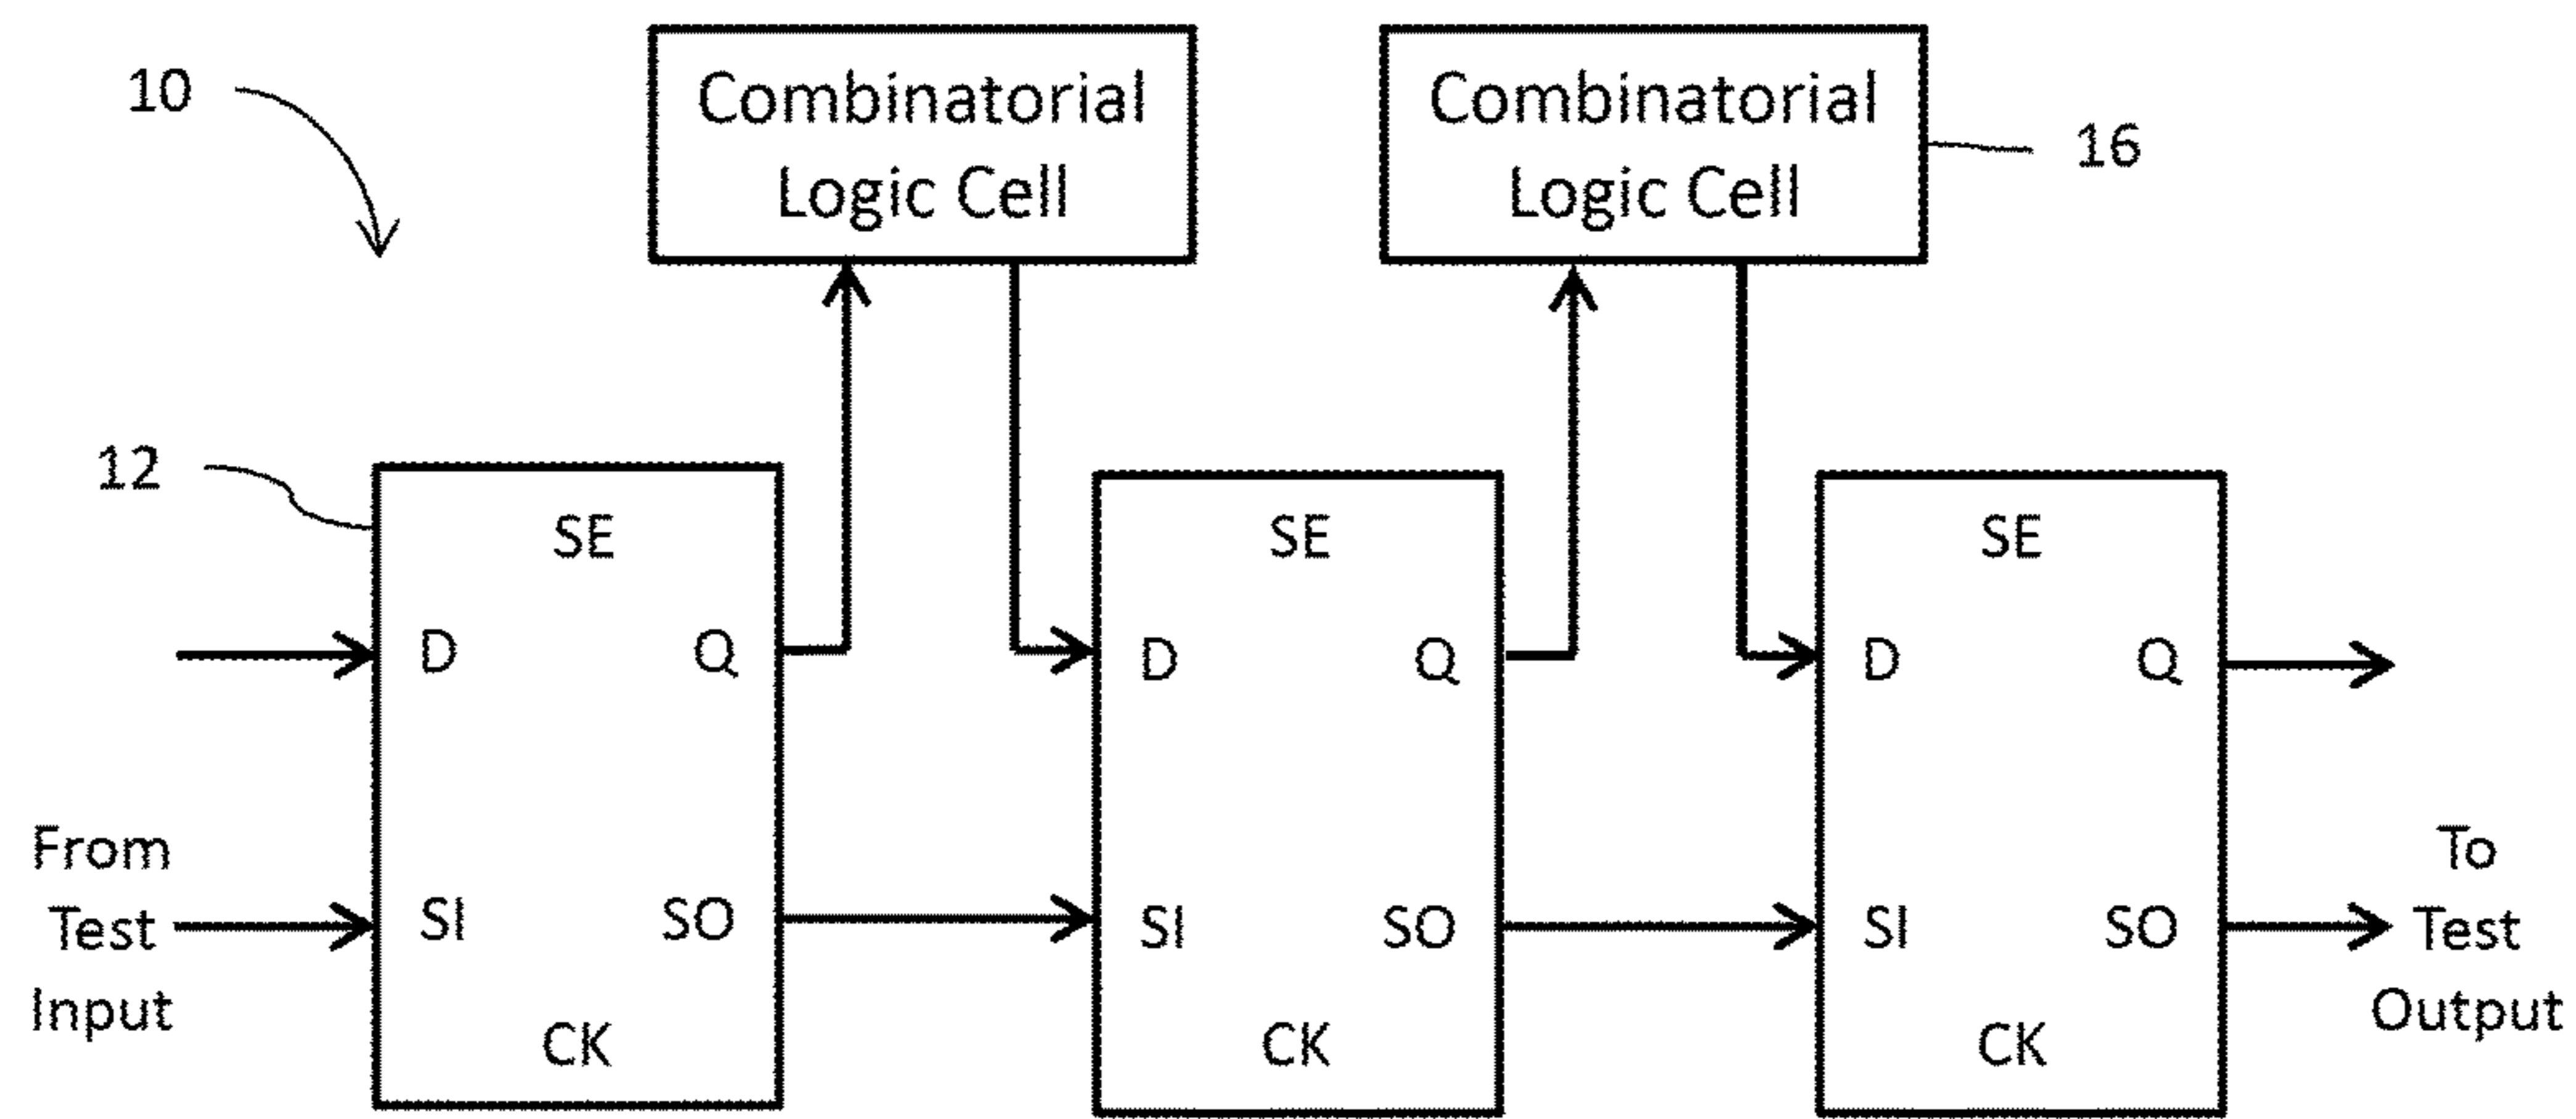 10
Combinatorial
Logic Cell
Combinatorial
Logic Cell
16
12
SE
D
Q
SI
SO
CK
SE
D
Q
SI
SO
CK
SE
D
Q
SI
SO
CK
From
Test
Input
To
Test
Output